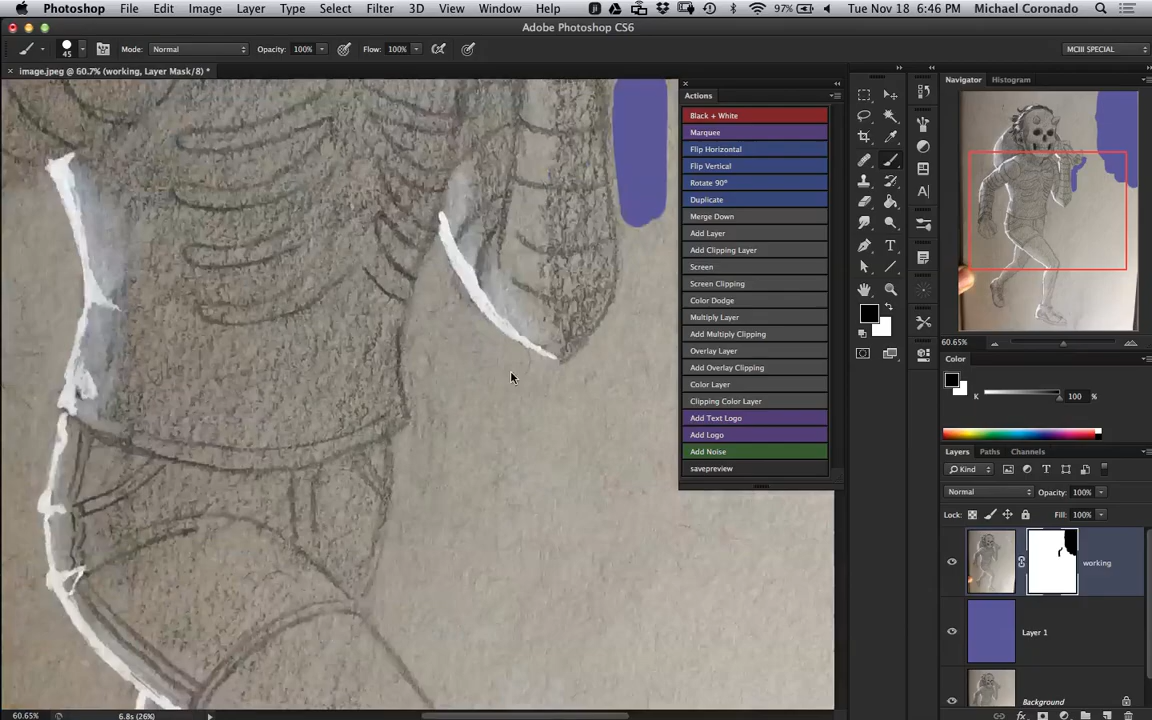 Photoshop File Edit Image Layer Type Select Filter 3D View Window Help 97% Tue Nov 18 6:46 PM Michael Coronado
Adobe Photoshop CS6
45 Mode: Normal Opacity: 100% Flow: 100% MCIII SPECIAL
× image.jpeg @ 60.7% (working, Layer Mask/8) *
Actions
Black + White
Marquee
Flip Horizontal
Flip Vertical
Rotate 90º
Duplicate
Merge Down
Add Layer
Add Clipping Layer
Screen
Screen Clipping
Color Dodge
Multiply Layer
Add Multiply Clipping
Overlay Layer
Add Overlay Clipping
Color Layer
Clipping Color Layer
Add Text Logo
Add Logo
Add Noise
savepreview
Navigator Histogram
60.65%
Color
K 100 %
Layers Paths Channels
Kind
Normal Opacity: 100%
Lock: Fill: 100%
working
Layer 1
Background
60.65% 6.8s (26%)